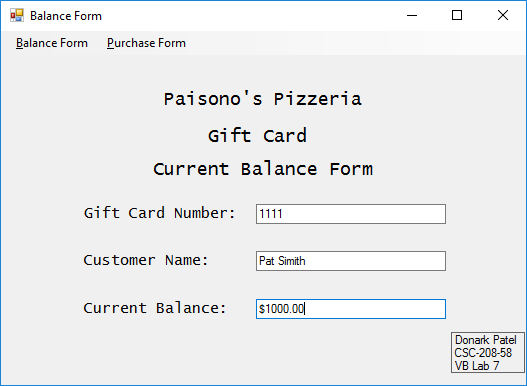 Balance Form
Balance Form Purchase Form
Paisono's Pizzeria
Gift Card
Current Balance Form
Gift Card Number: 1111
Customer Name: Pat Simith
Current Balance: $1000.00
Donark Patel
CSC-208-58
VB Lab 7